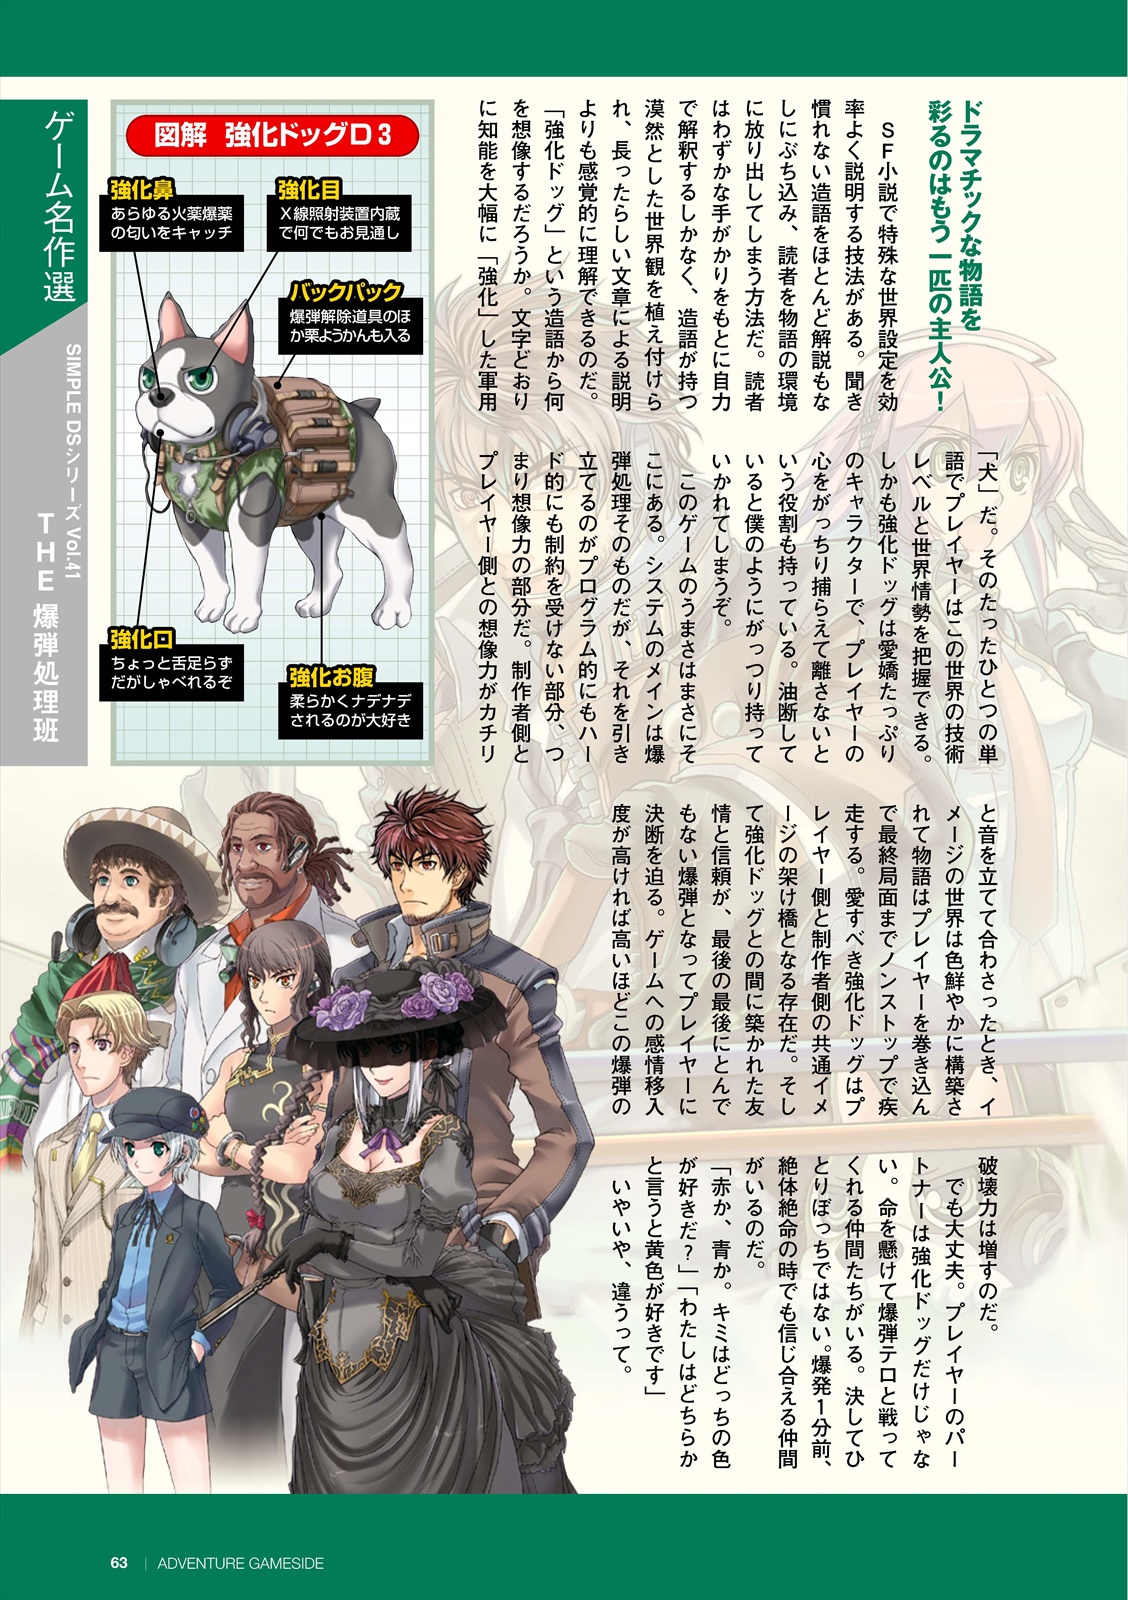 ゲーム名作選
SIMPLE DSシリーズ Vol.41
THE 爆弾処理班
図解 強化ドッグD3
強化鼻
あらゆる火薬爆薬
の匂いをキャッチ
強化目
X線照射装置内蔵
で何でもお見通し
バックパック
爆弾解除道具のほ
か栗ようかんも入る
強化口
ちょっと舌足らず
だがしゃべれるぞ
強化お腹
柔らかくナデナデ
されるのが大好き
ドラマチックな物語を
彩るのはもう一匹の主人公!
SF小説で特殊な世界設定を効
率よく説明する技法がある。聞き
慣れない造語をほとんど解説もな
しにぶち込み、読者を物語の環境
に放り出してしまう方法だ。読者
はわずかな手がかりをもとに自力
で解釈するしかなく、造語が持つ
漠然とした世界観を植え付けら
れ、長ったらしい文章による説明
よりも感覚的に理解できるのだ。
「強化ドッグ」という造語から何
を想像するだろうか。文字どおり
に知能を大幅に「強化」した軍用
「犬」だ。そのたったひとつの単
語でプレイヤーはこの世界の技術
レベルと世界情勢を把握できる。
しかも強化ドッグは愛嬌たっぷり
のキャラクターで、プレイヤーの
心をがっちり捕らえて離さないと
いう役割も持っている。油断して
いると僕のようにがっつり持って
いかれてしまうぞ。
このゲームのうまさはまさにそ
こにある。システムのメインは爆
弾処理そのものだが、それを引き
立てるのがプログラム的にもハー
ド的にも制約を受けない部分、つ
まり想像力の部分だ。制作者側と
プレイヤー側との想像力がカチリ
と音を立てて合わさったとき、イ
メージの世界は色鮮やかに構築さ
れて物語はプレイヤーを巻き込ん
で最終局面までノンストップで疾
走する。愛すべき強化ドッグはプ
レイヤー側と制作者側の共通イメ
ージの架け橋となる存在だ。そし
て強化ドッグとの間に築かれた友
情と信頼が、最後の最後にとんで
もない爆弾となってプレイヤーに
決断を迫る。ゲームへの感情移入
度が高ければ高いほどこの爆弾の
破壊力は増すのだ。
でも大丈夫。プレイヤーのパー
トナーは強化ドッグだけじゃな
い。命を懸けて爆弾テロと戦って
くれる仲間たちがいる。決してひ
とりぼっちではない。爆発1分前、
絶体絶命の時でも信じ合える仲間
がいるのだ。
「赤か、青か。キミはどっちの色
が好きだ?」「わたしはどちらか
と言うと黄色が好きです」
いやいや、違うって。
63 | ADVENTURE GAMESIDE